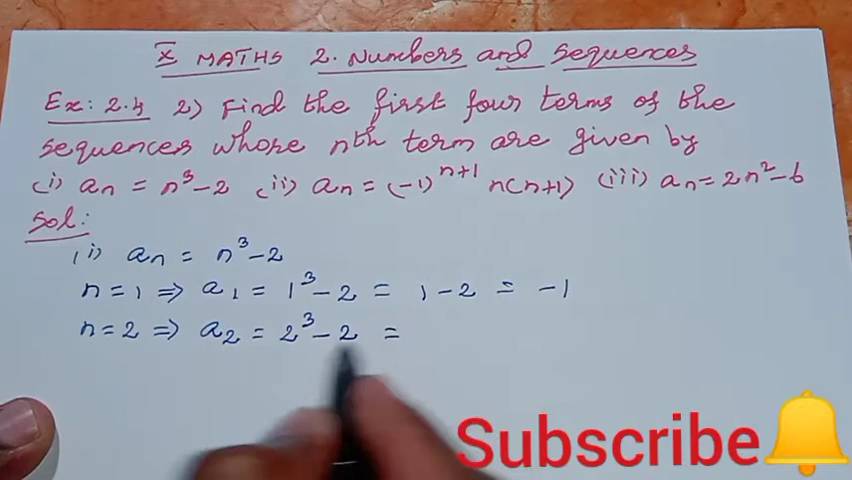 X MATHS 2. Numbers and Sequences
Ex: 2.4 2) Find the first four terms of the
sequences whose nth term are given by
(i) aₙ = n³-2 (ii) aₙ = (-1)ⁿ⁺¹ n(n+1) (iii) aₙ = 2n²-6
Sol:
(i) aₙ = n³-2
n=1 ⇒ a₁ = 1³-2 = 1-2 = -1
n=2 ⇒ a₂ = 2³-2 =
Subscribe